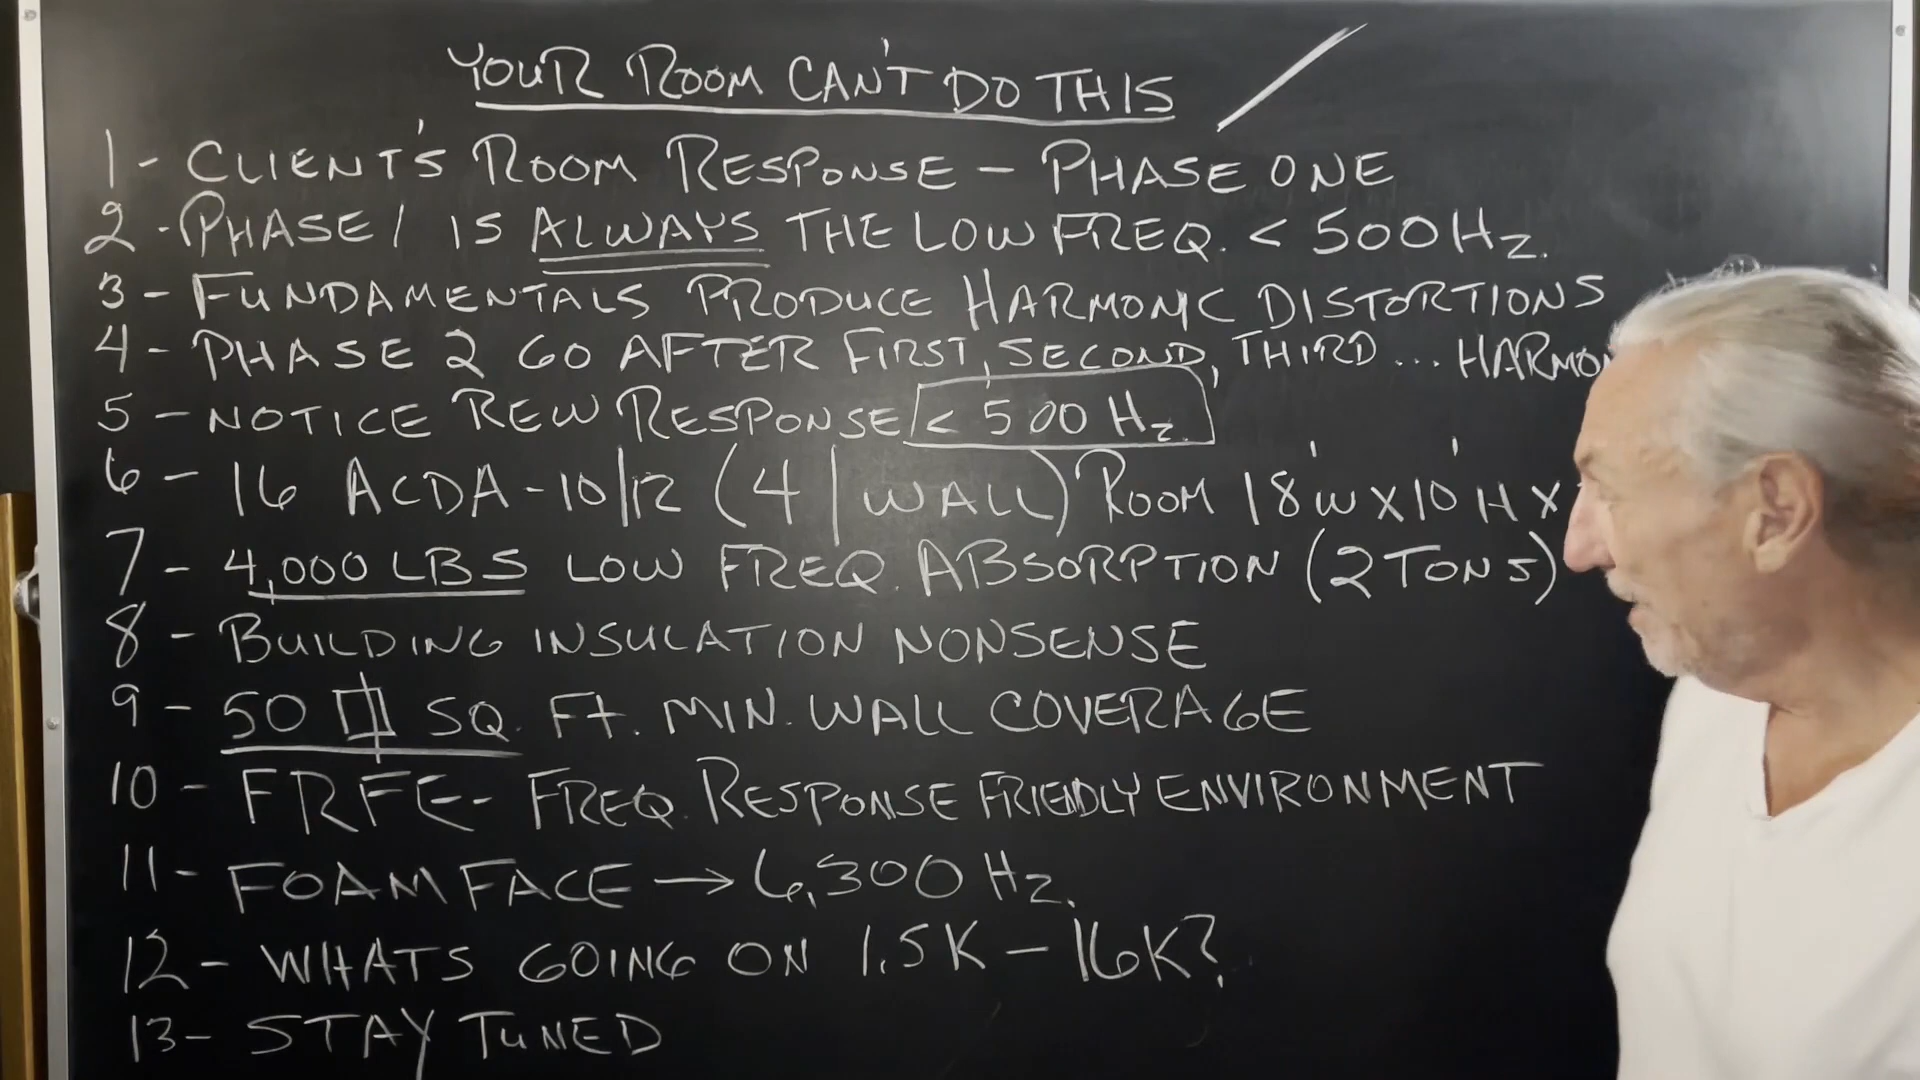 YOUR ROOM CAN'T DO THIS
1- CLIENT'S ROOM RESPONSE – PHASE ONE
2-PHASE 1 IS ALWAYS THE LOW FREQ. < 500Hz.
3- FUNDAMENTALS PRODUCE HARMONIC DISTORTIONS
4- PHASE 2 GO AFTER FIRST, SECOND, THIRD... HARMO
5- NOTICE REW RESPONSE < 500 Hz.
6- 16 ACDA-10/12 (4/WALL) ROOM 18'W X 10'H X
7- 4,000 LBS LOW FREQ. ABSORPTION (2 TONS)
8- BUILDING INSULATION NONSENSE
9- 50 SQ. Ft. MIN. WALL COVERAGE
10- FRFE- FREQ. RESPONSE FRIENDLY ENVIRONMENT
11- FOAM FACE → 6,300 Hz.
12- WHATS GOING ON 1.5K – 16K?
13- STAY TUNED